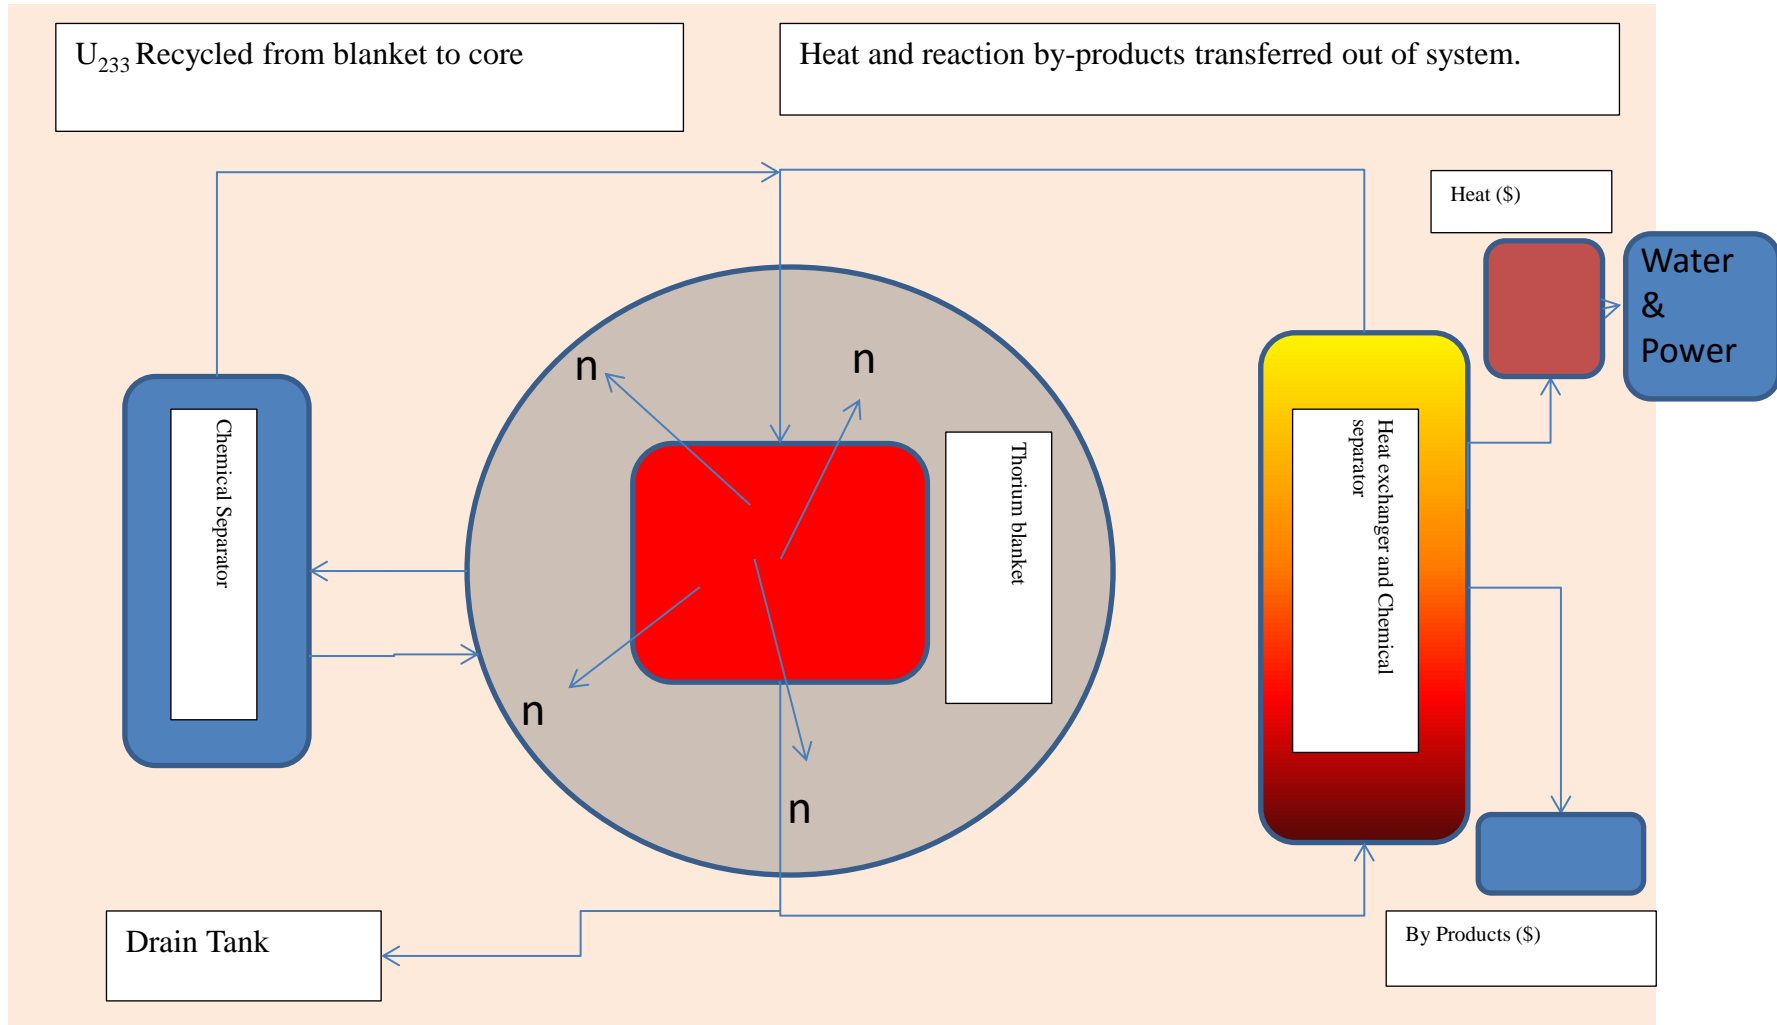 U₂₃₃ Recycled from blanket to core
Heat and reaction by-products transferred out of system.
Heat ($)
Water
&
Power
n
n
Chemical Separator
Thorium blanket
Heat exchanger and Chemical
separator
n
n
Drain Tank
By Products ($)